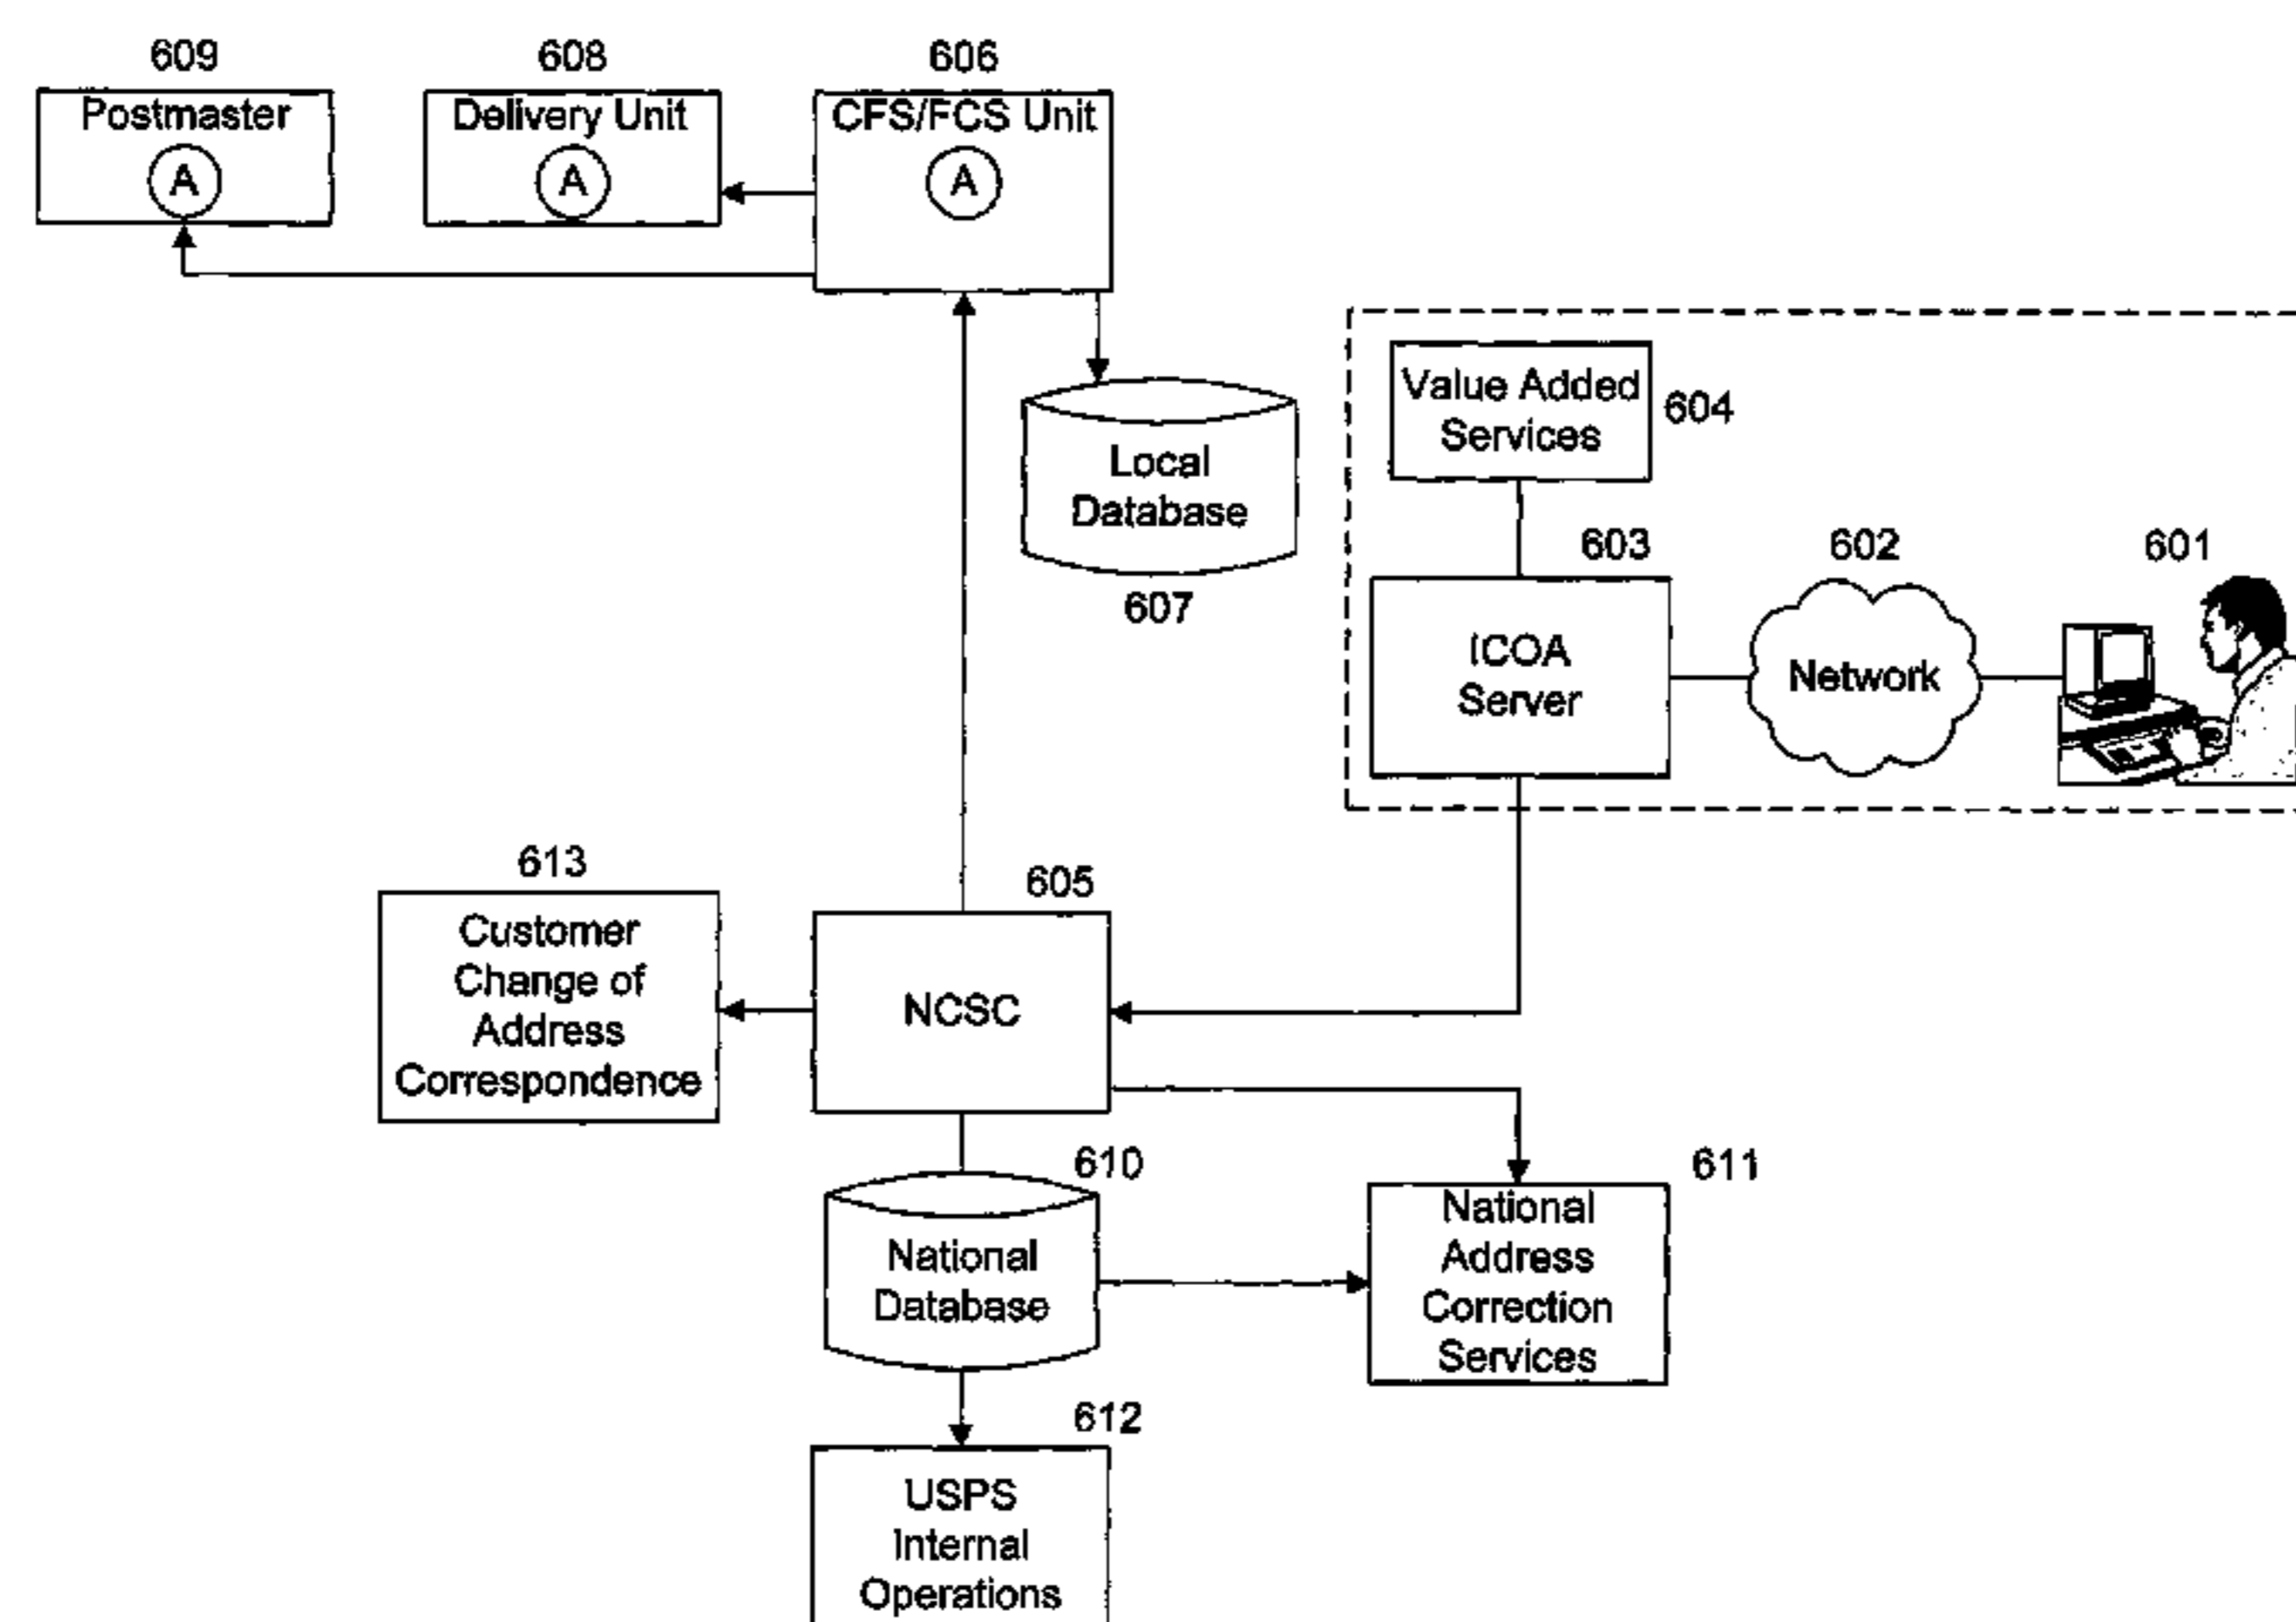 609
Postmaster
A
608
Delivery Unit
A
606
CFS/FCS Unit
A
Local
Database
607
Value Added
Services
604
603
ICOA
Server
602
Network
601
613
Customer
Change of
Address
Correspondence
605
NCSC
610
National
Database
611
National
Address
Correction
Services
612
USPS
Internal
Operations